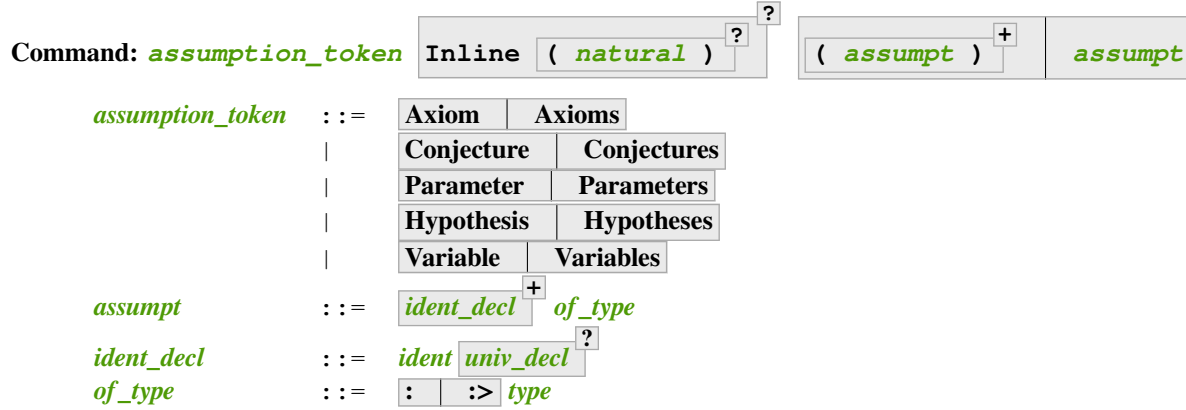 Command: assumption_token Inline ( natural ) ? ? ( assumpt ) + | assumpt
assumption_token ::= Axiom | Axioms
| Conjecture | Conjectures
| Parameter | Parameters
| Hypothesis | Hypotheses
| Variable | Variables
assumpt ::= ident_decl + of_type
ident_decl ::= ident univ_decl ?
of_type ::= : | :> type